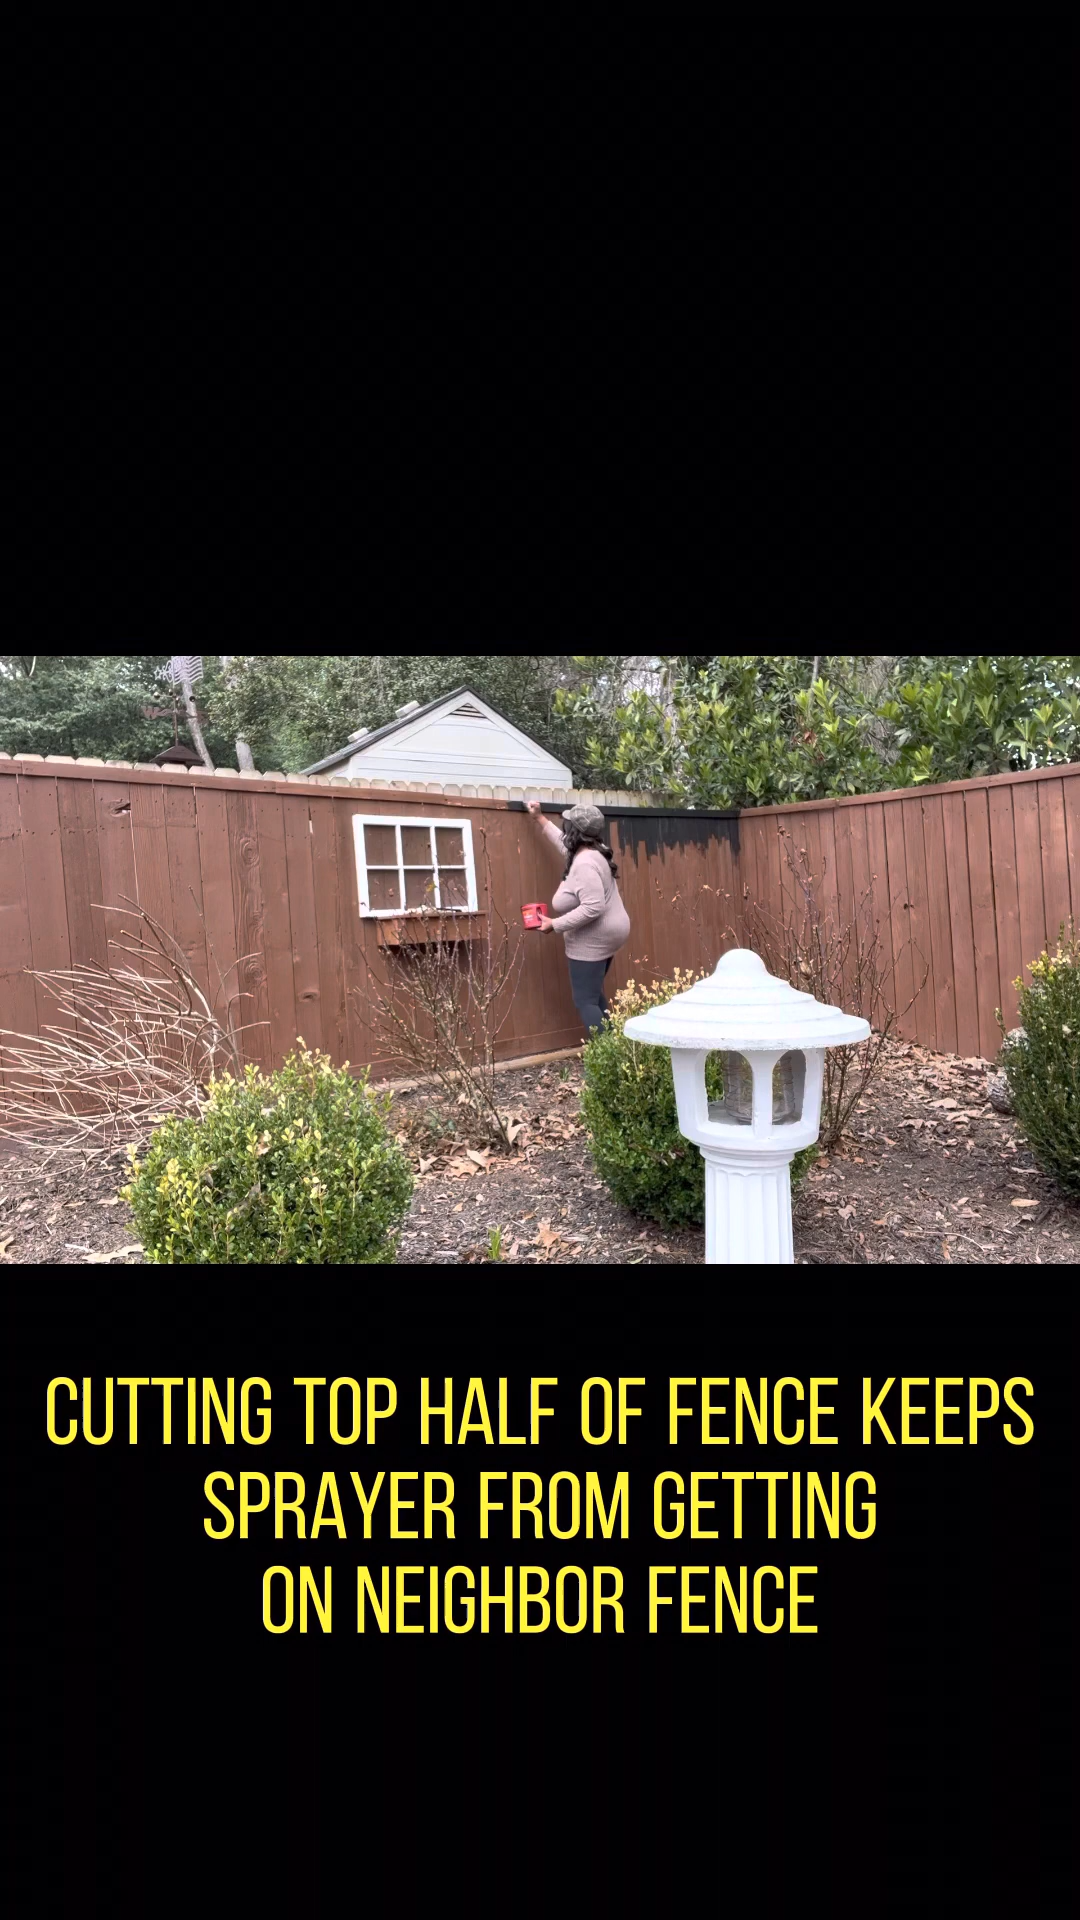 CUTTING TOP HALF OF FENCE KEEPS
SPRAYER FROM GETTING
ON NEIGHBOR FENCE